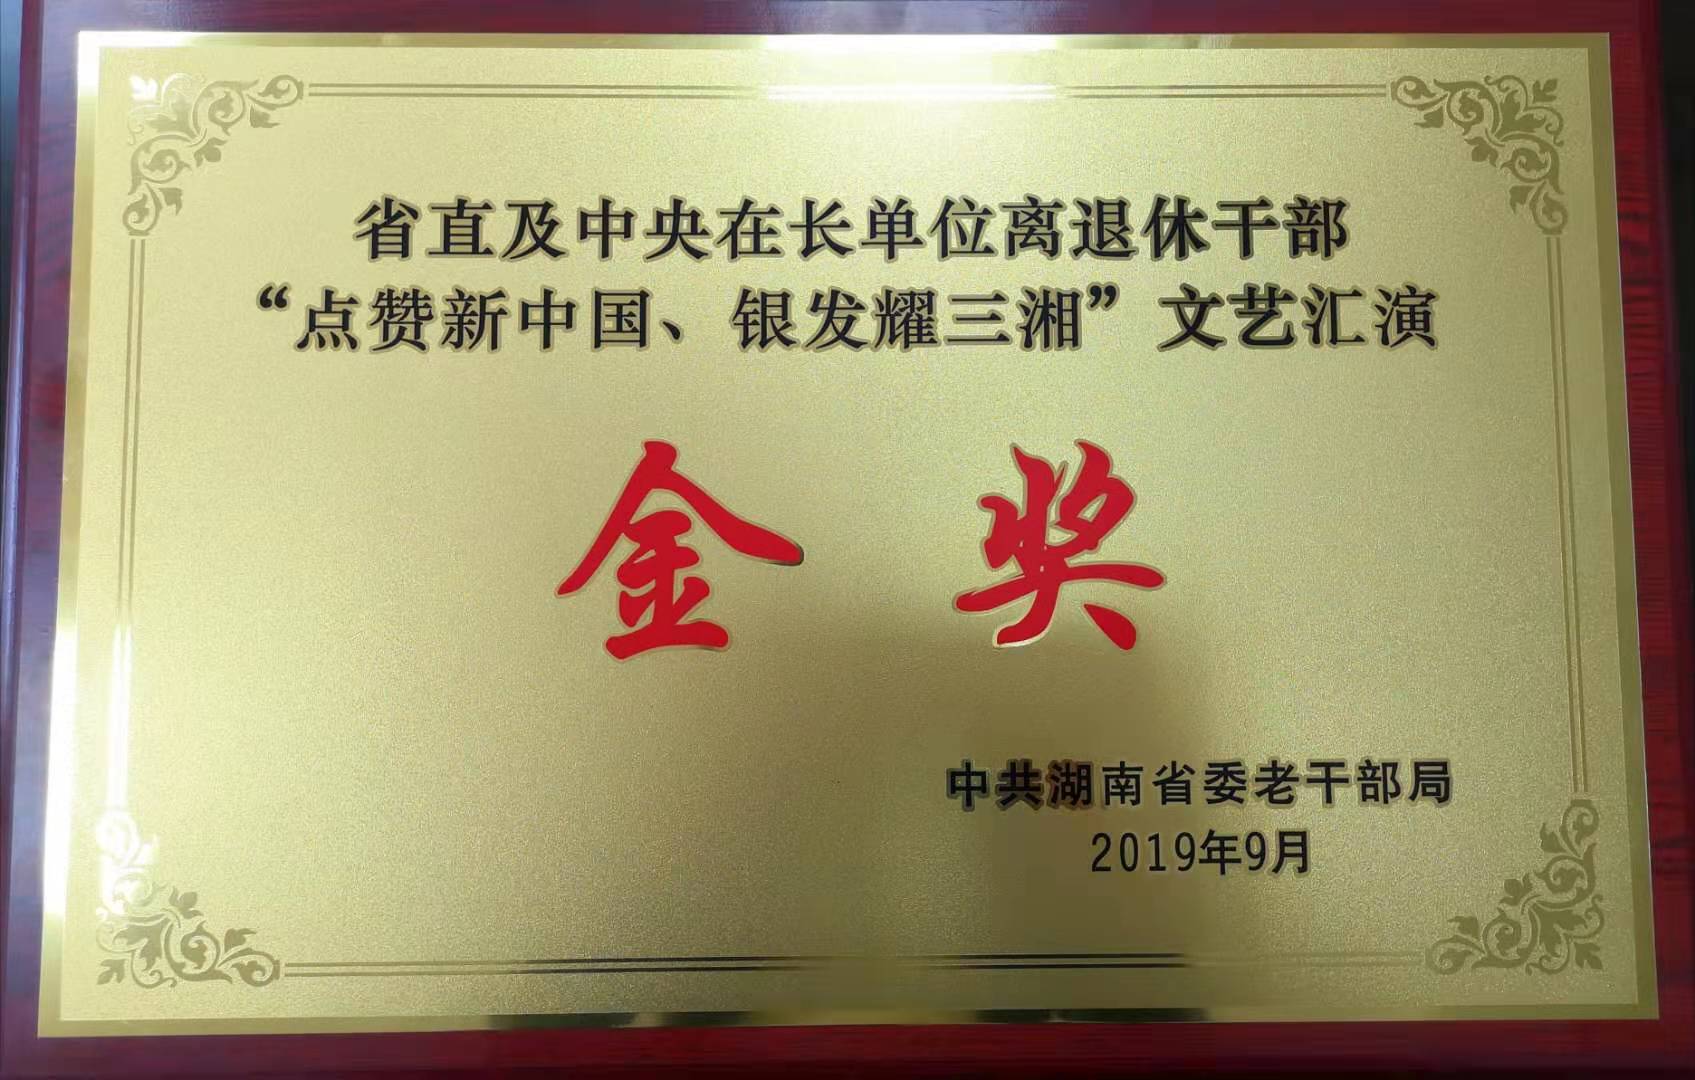 省直及中央在长单位离退休干部
“点赞新中国、银发耀三湘”文艺汇演
金 奖
中共湖南省委老干部局
2019年9月